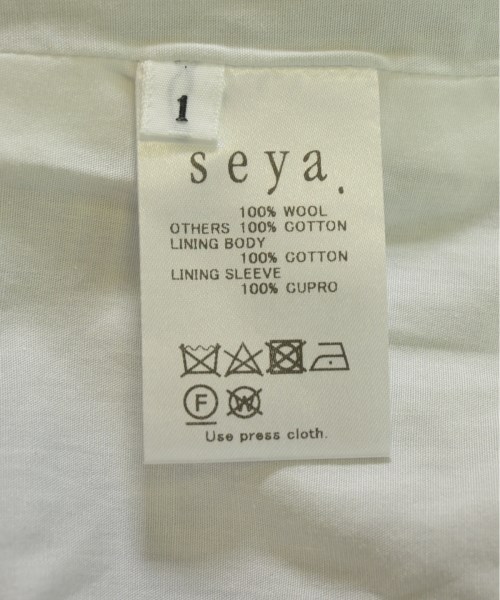 1
seya.
100% WOOL
OTHERS 100% COTTON
LINING BODY
100% COTTON
LINING SLEEVE
100% CUPRO
F W
Use press cloth.